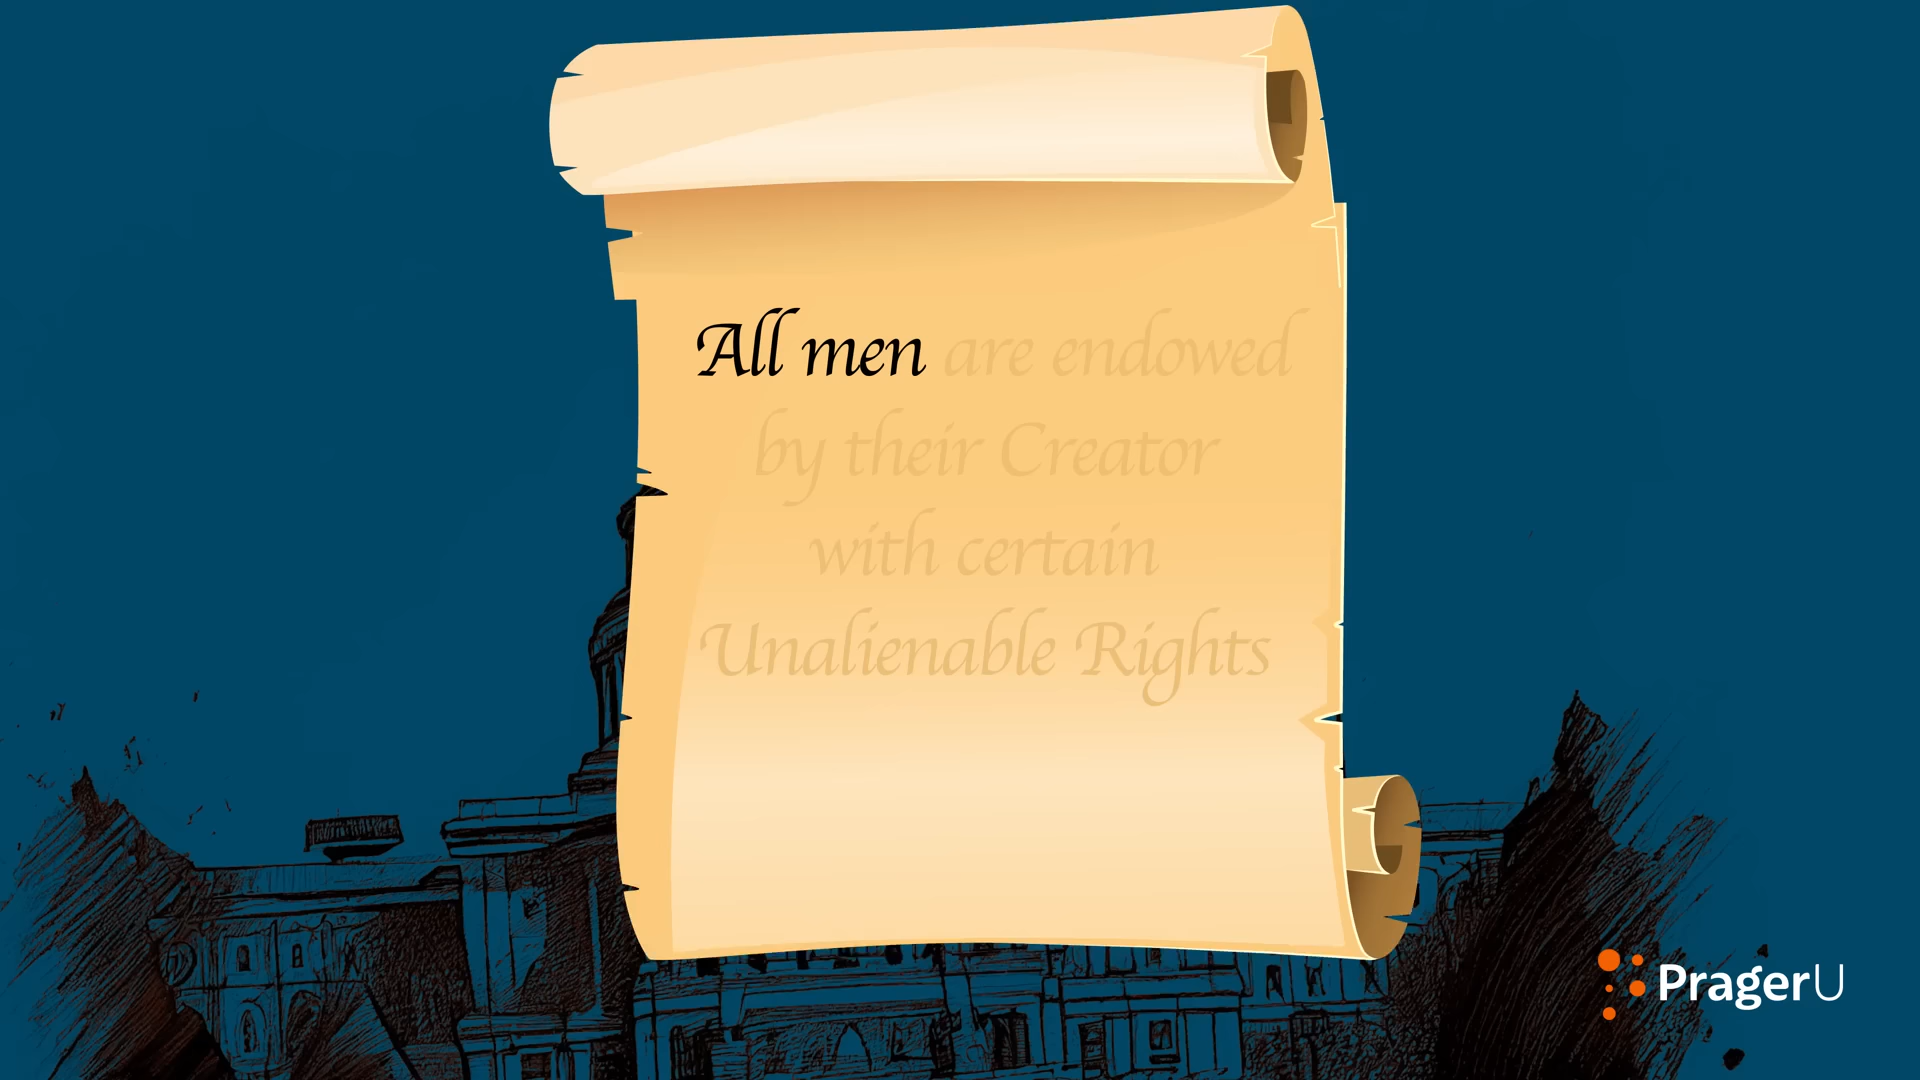 All men are endowed
by their Creator
with certain
Unalienable Rights
PragerU